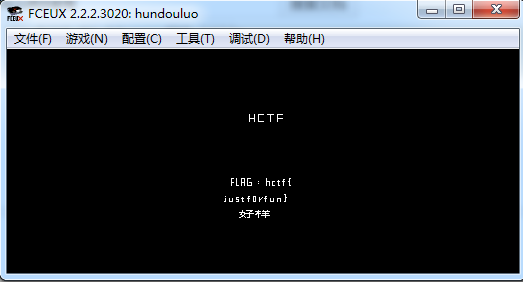 FCEUX 2.2.2.3020: hundouluo
文件(F) 游戏(N) 配置(C) 工具(T) 调试(D) 帮助(H)
HCTF
FLAG : hctf{
justf0rfun}
好样